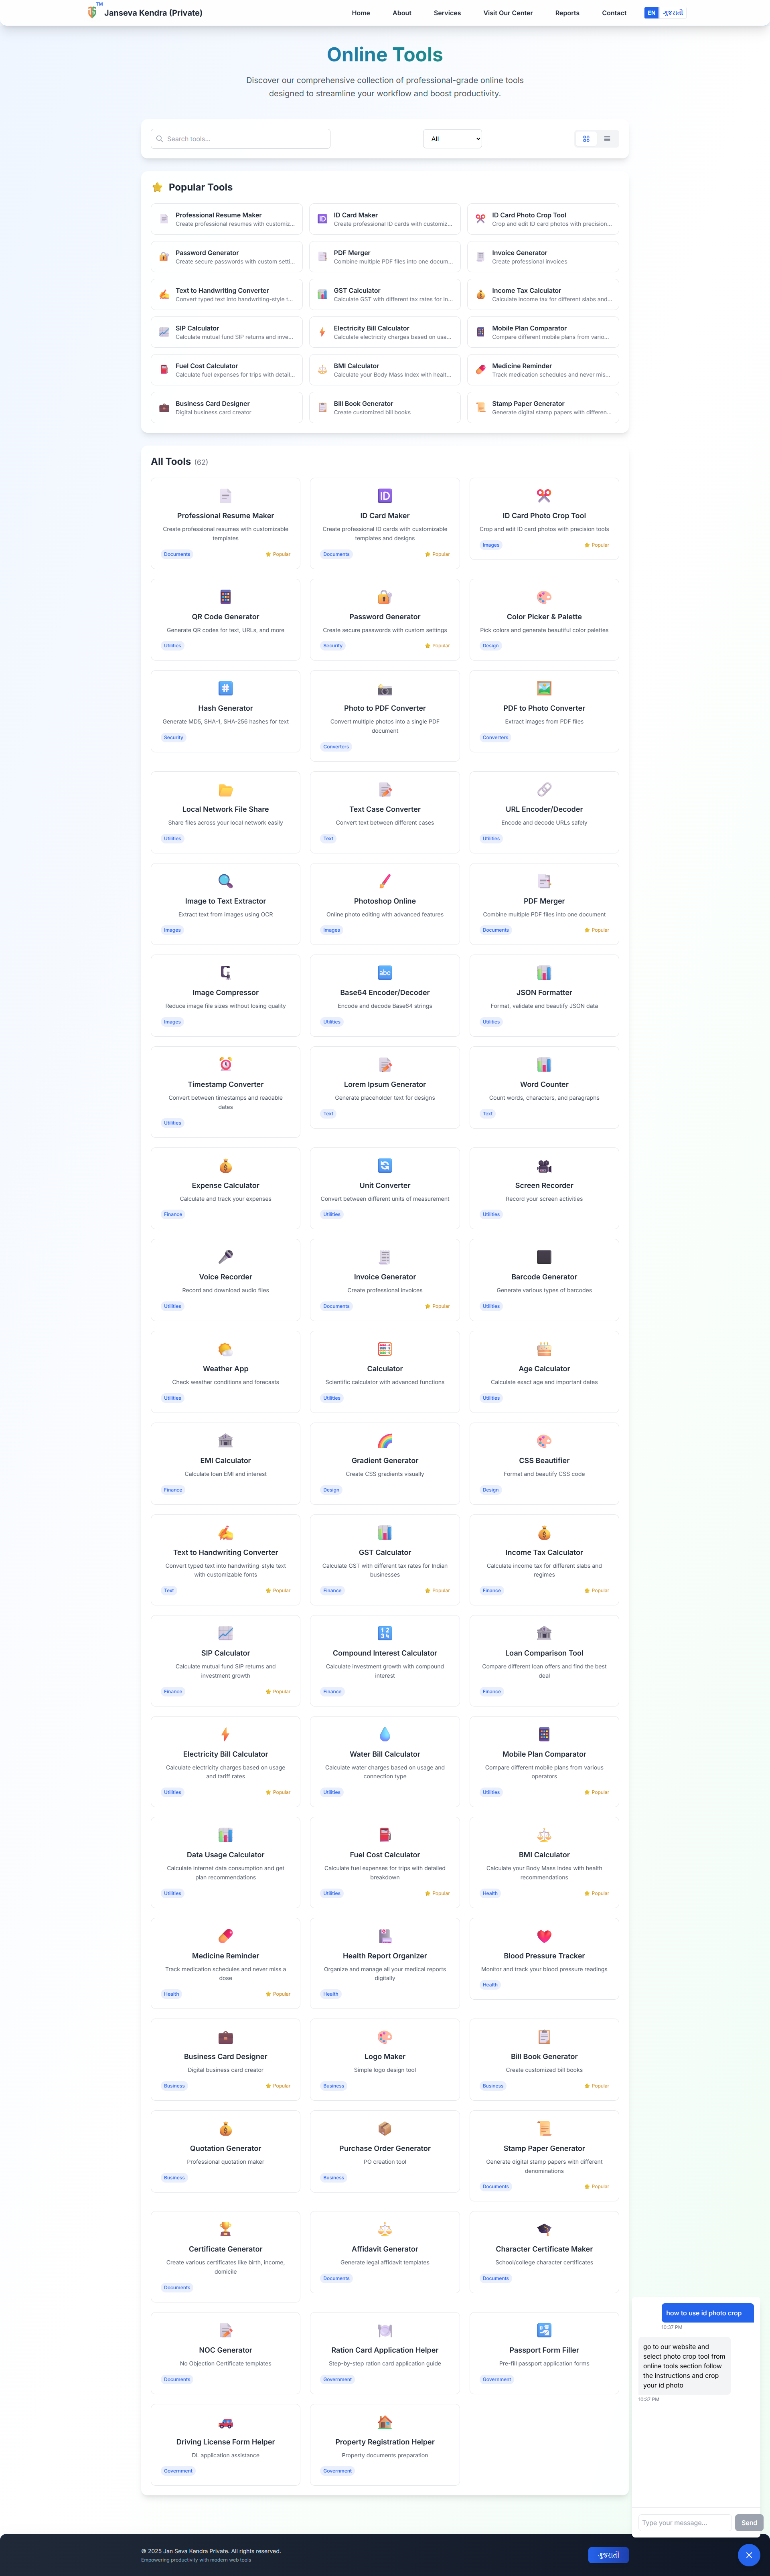 TM
Janseva Kendra (Private)
Home
About
Services
Visit Our Center
Reports
Contact
EN
ગુજરાતી
Online Tools
Discover our comprehensive collection of professional-grade online tools
designed to streamline your workflow and boost productivity.
Search tools...
All
Popular Tools
Professional Resume Maker
Create professional resumes with customiz...
ID Card Maker
Create professional ID cards with customiz...
ID Card Photo Crop Tool
Crop and edit ID card photos with precision...
Password Generator
Create secure passwords with custom setti...
PDF Merger
Combine multiple PDF files into one docum...
Invoice Generator
Create professional invoices
Text to Handwriting Converter
Convert typed text into handwriting-style t...
GST Calculator
Calculate GST with different tax rates for In...
Income Tax Calculator
Calculate income tax for different slabs and...
SIP Calculator
Calculate mutual fund SIP returns and inve...
Electricity Bill Calculator
Calculate electricity charges based on usa...
Mobile Plan Comparator
Compare different mobile plans from vario...
Fuel Cost Calculator
Calculate fuel expenses for trips with detail...
BMI Calculator
Calculate your Body Mass Index with healt...
Medicine Reminder
Track medication schedules and never mis...
Business Card Designer
Digital business card creator
Bill Book Generator
Create customized bill books
Stamp Paper Generator
Generate digital stamp papers with differen...
All Tools (62)
Professional Resume Maker
Create professional resumes with customizable
templates
Documents
Popular
ID
ID Card Maker
Create professional ID cards with customizable
templates and designs
Documents
Popular
ID Card Photo Crop Tool
Crop and edit ID card photos with precision tools
Images
Popular
QR Code Generator
Generate QR codes for text, URLs, and more
Utilities
Password Generator
Create secure passwords with custom settings
Security
Popular
Color Picker & Palette
Pick colors and generate beautiful color palettes
Design
#
Hash Generator
Generate MD5, SHA-1, SHA-256 hashes for text
Security
Photo to PDF Converter
Convert multiple photos into a single PDF
document
Converters
PDF to Photo Converter
Extract images from PDF files
Converters
Local Network File Share
Share files across your local network easily
Utilities
Text Case Converter
Convert text between different cases
Text
URL Encoder/Decoder
Encode and decode URLs safely
Utilities
Image to Text Extractor
Extract text from images using OCR
Images
Photoshop Online
Online photo editing with advanced features
Images
PDF Merger
Combine multiple PDF files into one document
Documents
Popular
Image Compressor
Reduce image file sizes without losing quality
Images
abc
Base64 Encoder/Decoder
Encode and decode Base64 strings
Utilities
JSON Formatter
Format, validate and beautify JSON data
Utilities
Timestamp Converter
Convert between timestamps and readable
dates
Utilities
Lorem Ipsum Generator
Generate placeholder text for designs
Text
Word Counter
Count words, characters, and paragraphs
Text
Expense Calculator
Calculate and track your expenses
Finance
Unit Converter
Convert between different units of measurement
Utilities
Screen Recorder
Record your screen activities
Utilities
Voice Recorder
Record and download audio files
Utilities
Invoice Generator
Create professional invoices
Documents
Popular
Barcode Generator
Generate various types of barcodes
Utilities
Weather App
Check weather conditions and forecasts
Utilities
Calculator
Scientific calculator with advanced functions
Utilities
Age Calculator
Calculate exact age and important dates
Utilities
EMI Calculator
Calculate loan EMI and interest
Finance
Gradient Generator
Create CSS gradients visually
Design
CSS Beautifier
Format and beautify CSS code
Design
Text to Handwriting Converter
Convert typed text into handwriting-style text
with customizable fonts
Text
Popular
GST Calculator
Calculate GST with different tax rates for Indian
businesses
Finance
Popular
Income Tax Calculator
Calculate income tax for different slabs and
regimes
Finance
Popular
SIP Calculator
Calculate mutual fund SIP returns and
investment growth
Finance
Popular
1 2
3 4
Compound Interest Calculator
Calculate investment growth with compound
interest
Finance
Loan Comparison Tool
Compare different loan offers and find the best
deal
Finance
Electricity Bill Calculator
Calculate electricity charges based on usage
and tariff rates
Utilities
Popular
Water Bill Calculator
Calculate water charges based on usage and
connection type
Utilities
Mobile Plan Comparator
Compare different mobile plans from various
operators
Utilities
Popular
Data Usage Calculator
Calculate internet data consumption and get
plan recommendations
Utilities
Fuel Cost Calculator
Calculate fuel expenses for trips with detailed
breakdown
Utilities
Popular
BMI Calculator
Calculate your Body Mass Index with health
recommendations
Health
Popular
Medicine Reminder
Track medication schedules and never miss a
dose
Health
Popular
Health Report Organizer
Organize and manage all your medical reports
digitally
Health
Blood Pressure Tracker
Monitor and track your blood pressure readings
Health
Business Card Designer
Digital business card creator
Business
Popular
Logo Maker
Simple logo design tool
Business
Bill Book Generator
Create customized bill books
Business
Popular
Quotation Generator
Professional quotation maker
Business
Purchase Order Generator
PO creation tool
Business
Stamp Paper Generator
Generate digital stamp papers with different
denominations
Documents
Popular
Certificate Generator
Create various certificates like birth, income,
domicile
Documents
Affidavit Generator
Generate legal affidavit templates
Documents
Character Certificate Maker
School/college character certificates
Documents
NOC Generator
No Objection Certificate templates
Documents
Ration Card Application Helper
Step-by-step ration card application guide
Government
Passport Form Filler
Pre-fill passport application forms
Government
Driving License Form Helper
DL application assistance
Government
Property Registration Helper
Property documents preparation
Government
how to use id photo crop
10:37 PM
go to our website and
select photo crop tool from
online tools section follow
the instructions and crop
your id photo
10:37 PM
Type your message...
Send
© 2025 Jan Seva Kendra Private. All rights reserved.
Empowering productivity with modern web tools
ગુજરાતી